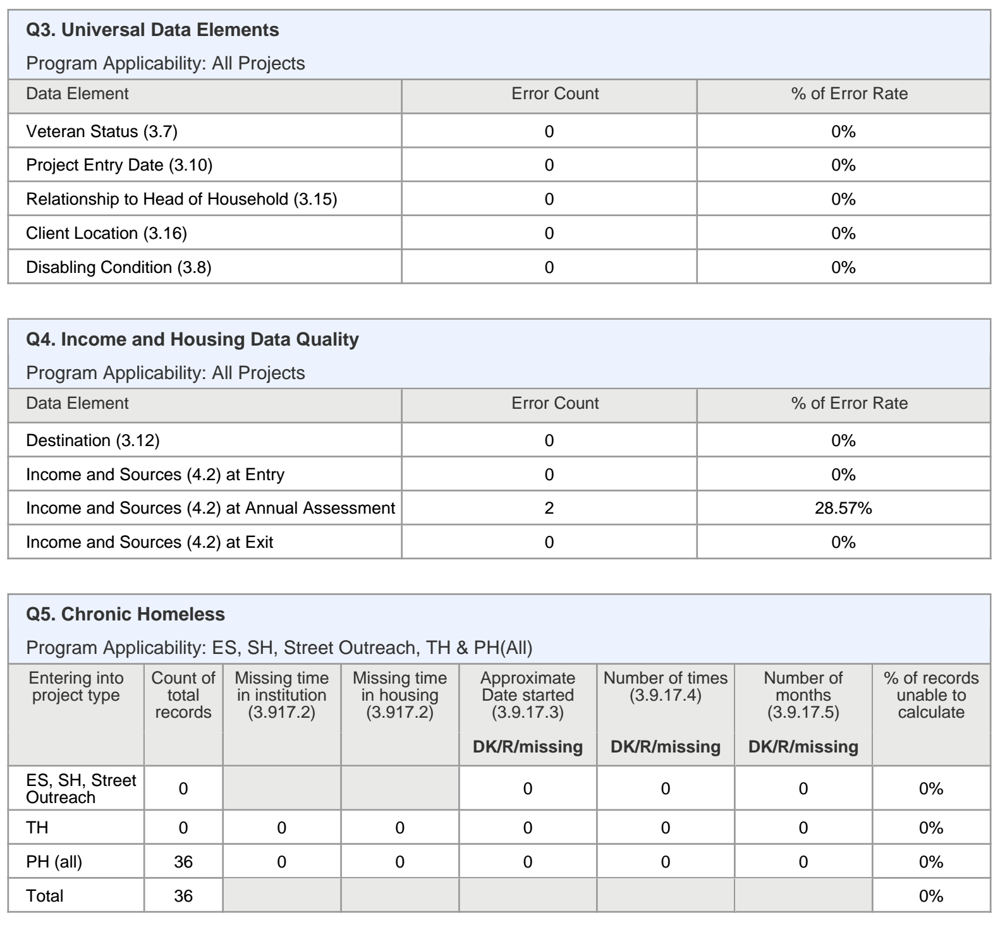 Q3. Universal Data Elements
Program Applicability: All Projects
Data Element Error Count % of Error Rate
Veteran Status (3.7) 0 0%
Project Entry Date (3.10) 0 0%
Relationship to Head of Household (3.15) 0 0%
Client Location (3.16) 0 0%
Disabling Condition (3.8) 0 0%
Q4. Income and Housing Data Quality
Program Applicability: All Projects
Data Element Error Count % of Error Rate
Destination (3.12) 0 0%
Income and Sources (4.2) at Entry 0 0%
Income and Sources (4.2) at Annual Assessment 2 28.57%
Income and Sources (4.2) at Exit 0 0%
Q5. Chronic Homeless
Program Applicability: ES, SH, Street Outreach, TH & PH(All)
Entering into Count of Missing time Missing time Approximate Number of times Number of % of records
project type total in institution in housing Date started (3.9.17.4) months unable to
records (3.917.2) (3.917.2) (3.9.17.3) (3.9.17.5) calculate
DK/R/missing DK/R/missing DK/R/missing
ES, SH, Street
Outreach 0 0 0 0 0%
TH 0 0 0 0 0 0 0%
PH (all) 36 0 0 0 0 0 0%
Total 36 0%